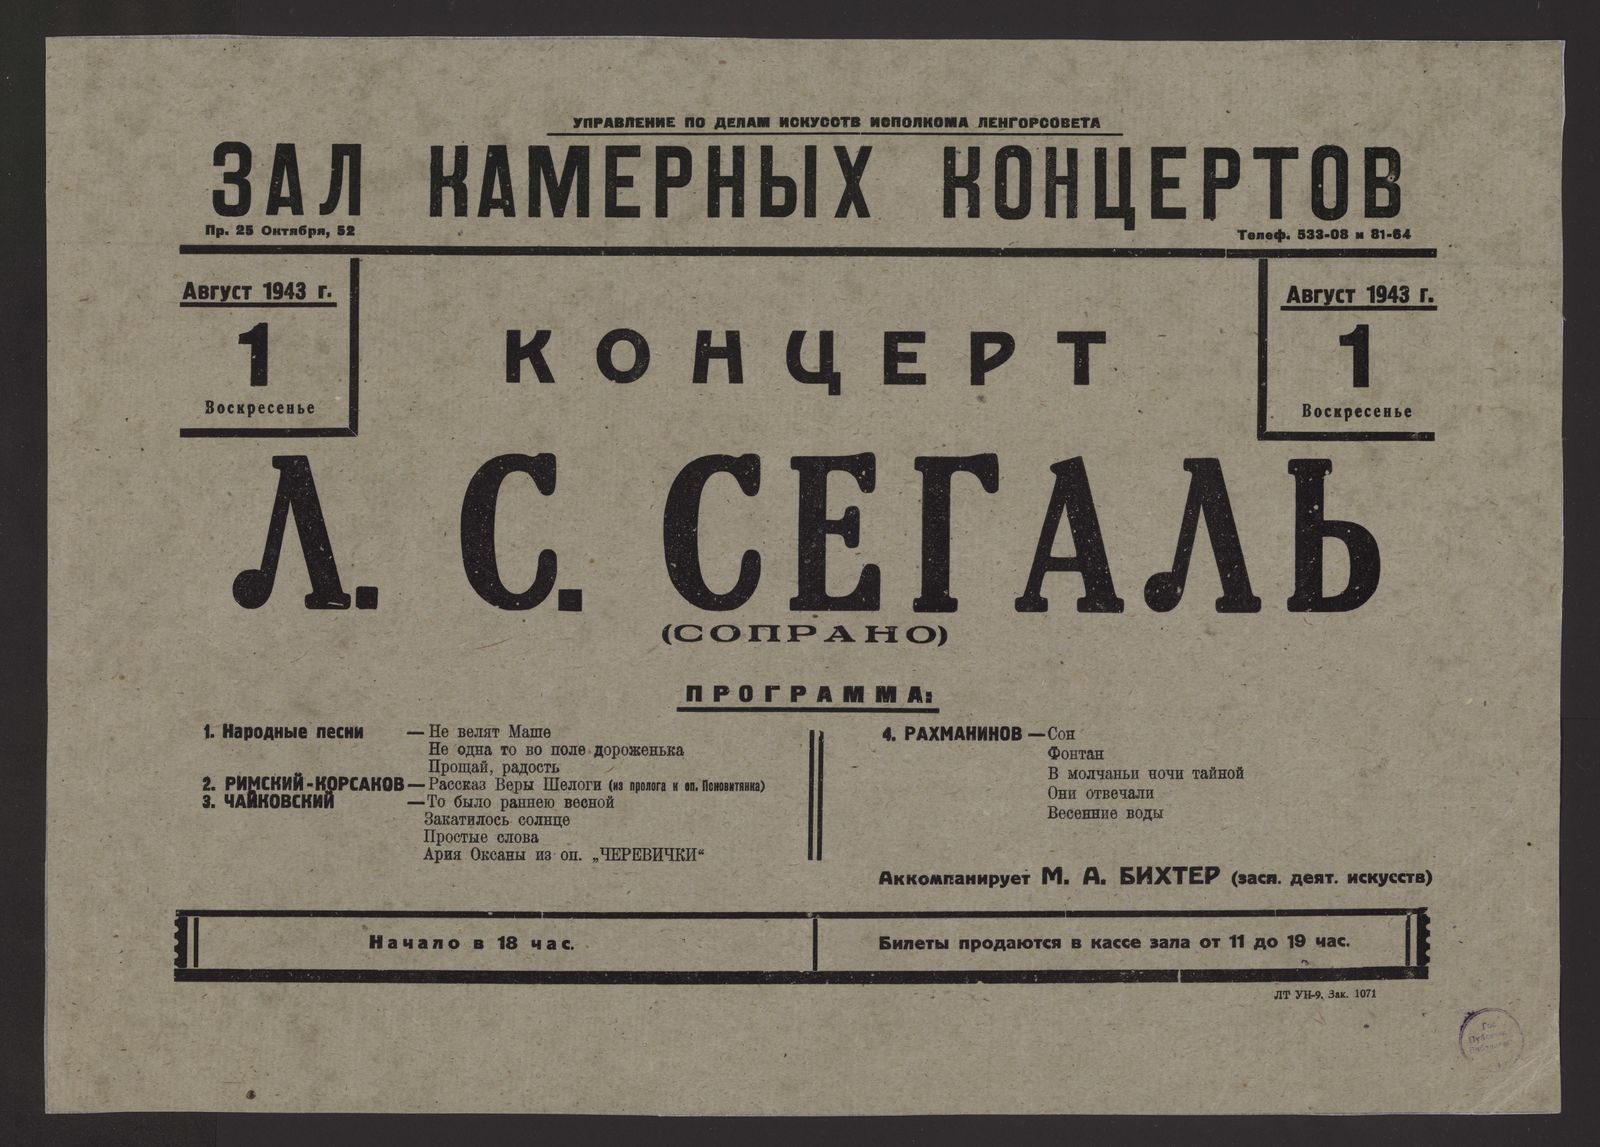 УПРАВЛЕНИЕ ПО ДЕЛАМ ИСКУССТВ ИСПОЛКОМА ЛЕНГОРСОВЕТА
ЗАЛ КАМЕРНЫХ КОНЦЕРТОВ
Пр. 25 Октября, 52
Телеф. 533-08 и 81-64
Август 1943 г.
1
Воскресенье
КОНЦЕРТ
Август 1943 г.
1
Воскресенье
Л. С. СЕГАЛЬ
(СОПРАНО)
ПРОГРАММА:
1. Народные песни — Не велят Маше
Не одна то во поле дороженька
Прощай, радость
2. РИМСКИЙ-КОРСАКОВ — Рассказ Веры Шелоги (из пролога к оп. Псковитянка)
3. ЧАЙКОВСКИЙ — То было раннею весной
Закатилось солнце
Простые слова
Ария Оксаны из оп. „ЧЕРЕВИЧКИ“
4. РАХМАНИНОВ — Сон
Фонтан
В молчаньи ночи тайной
Они отвечали
Весенние воды
Аккомпанирует М. А. БИХТЕР (засл. деят. искусств)
Начало в 18 час.
Билеты продаются в кассе зала от 11 до 19 час.
ЛТ УН-9, Зак. 1071
Гос.